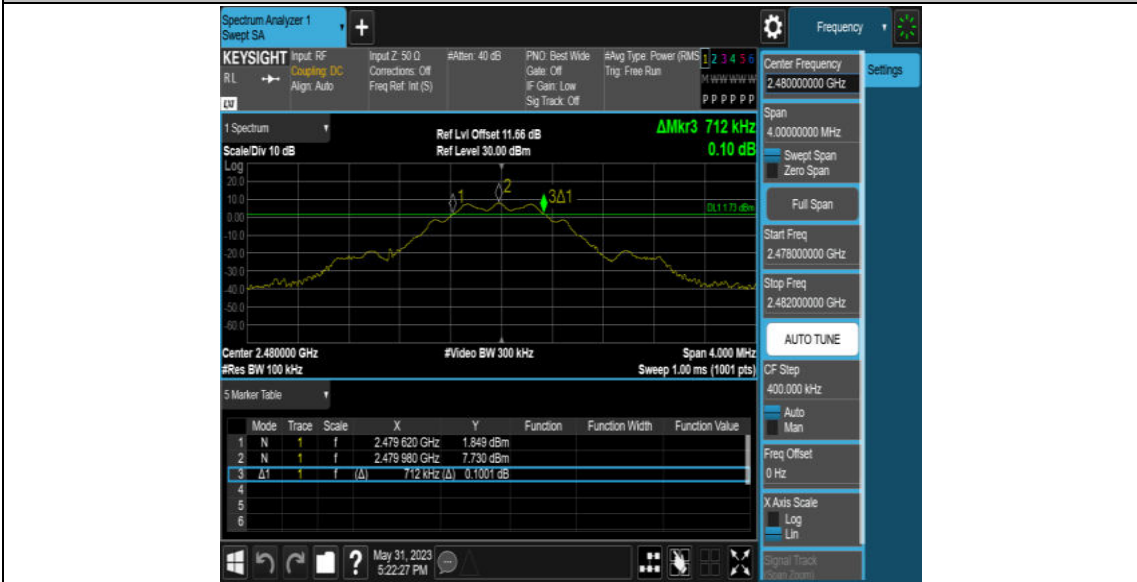 Spectrum Analyzer 1
Swept SA
+
Frequency
KEYSIGHT Input: RF Input Z: 50 Ω #Atten: 40 dB PNO: Best Wide #Avg Type: Power (RMS 1 2 3 4 5 6
RL Coupling: DC Corrections: Off Gate: Off Trig: Free Run M W W W W W
Align: Auto Freq Ref: Int (S) IF Gain: Low
LXI Sig Track: Off P P P P P P
1 Spectrum
Ref Lvl Offset 11.66 dB ΔMkr3 712 kHz
Scale/Div 10 dB Ref Level 30.00 dBm 0.10 dB
Log
20.0
10.0
0.00
-10.0
-20.0
-30.0
-40.0
-50.0
-60.0
1
2
3Δ1
DL1 1.73 dBm
Center 2.480000 GHz #Video BW 300 kHz Span 4.000 MHz
#Res BW 100 kHz Sweep 1.00 ms (1001 pts)
5 Marker Table
Mode Trace Scale X Y Function Function Width Function Value
1 N 1 f 2.479 620 GHz 1.849 dBm
2 N 1 f 2.479 980 GHz 7.730 dBm
3 Δ1 1 f (Δ) 712 kHz (Δ) 0.1001 dB
4
5
6
? May 31, 2023
5:22:27 PM
Center Frequency
2.480000000 GHz
Settings
Span
4.00000000 MHz
Swept Span
Zero Span
Full Span
Start Freq
2.478000000 GHz
Stop Freq
2.482000000 GHz
AUTO TUNE
CF Step
400.000 kHz
Auto
Man
Freq Offset
0 Hz
X Axis Scale
Log
Lin
Signal Track
(Span Zoom)